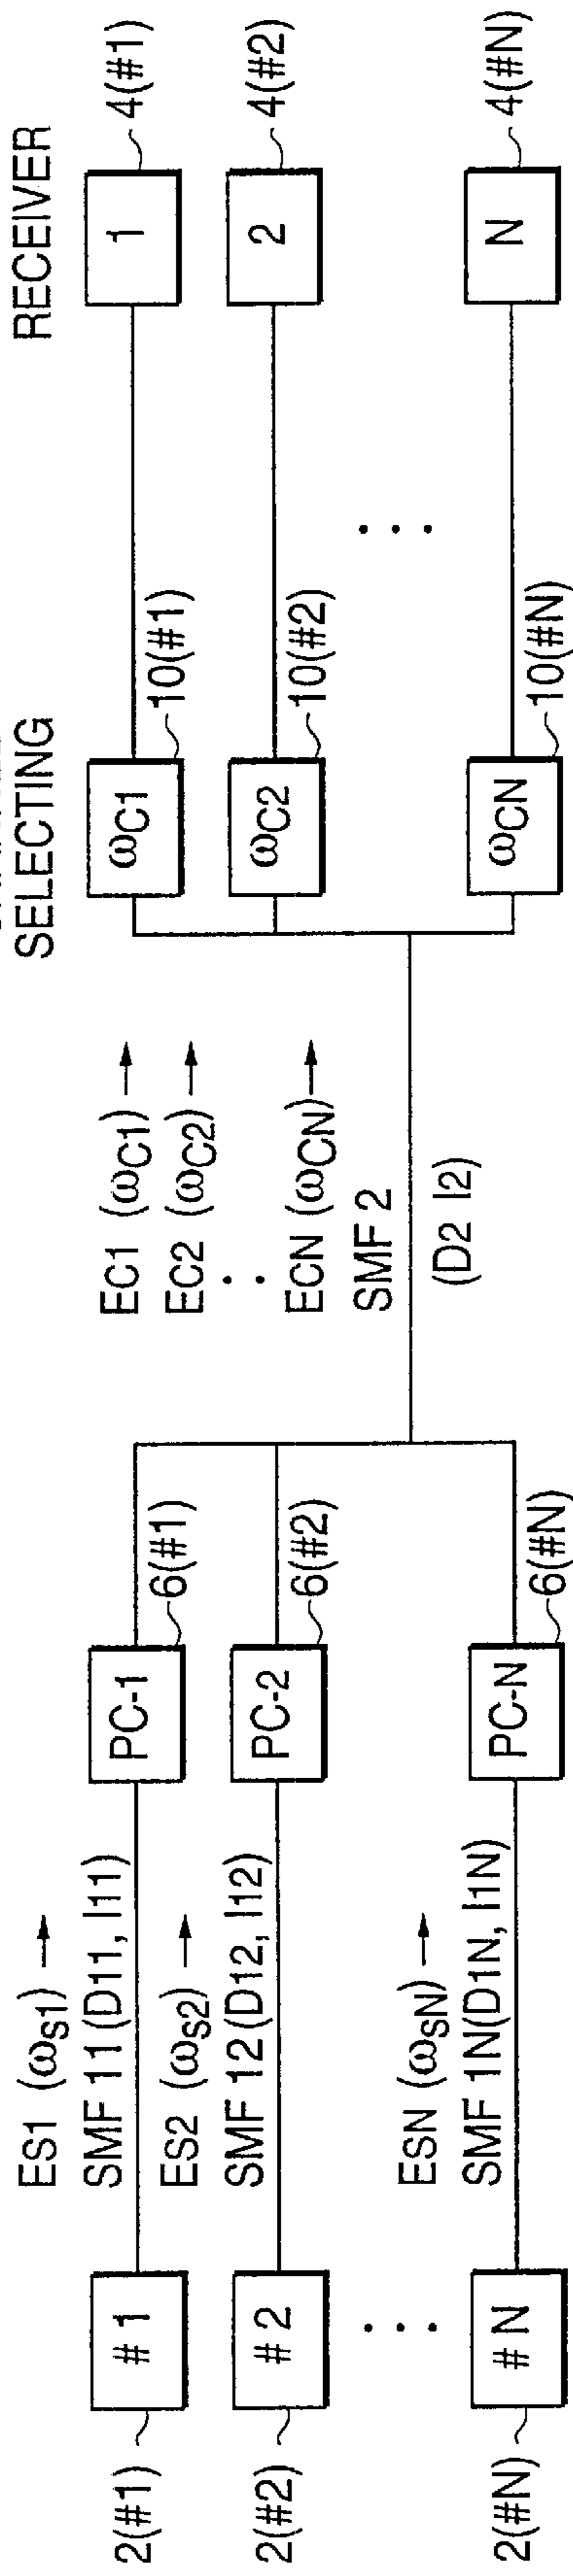 SELECTING
RECEIVER
ES1 (ωS1) →
SMF 11 (D11, l11)
2(#1)
# 1
PC-1
6(#1)
ES2 (ωS2) →
SMF 12 (D12, l12)
2(#2)
# 2
PC-2
6(#2)
. . .
ESN (ωSN) →
SMF 1N(D1N, l1N)
2(#N)
# N
PC-N
6(#N)
EC1 (ωC1) →
EC2 (ωC2) →
. .
ECN (ωCN) →
SMF 2
(D2 l2)
ωC1
10(#1)
1
4(#1)
ωC2
10(#2)
2
4(#2)
. . .
ωCN
10(#N)
N
4(#N)